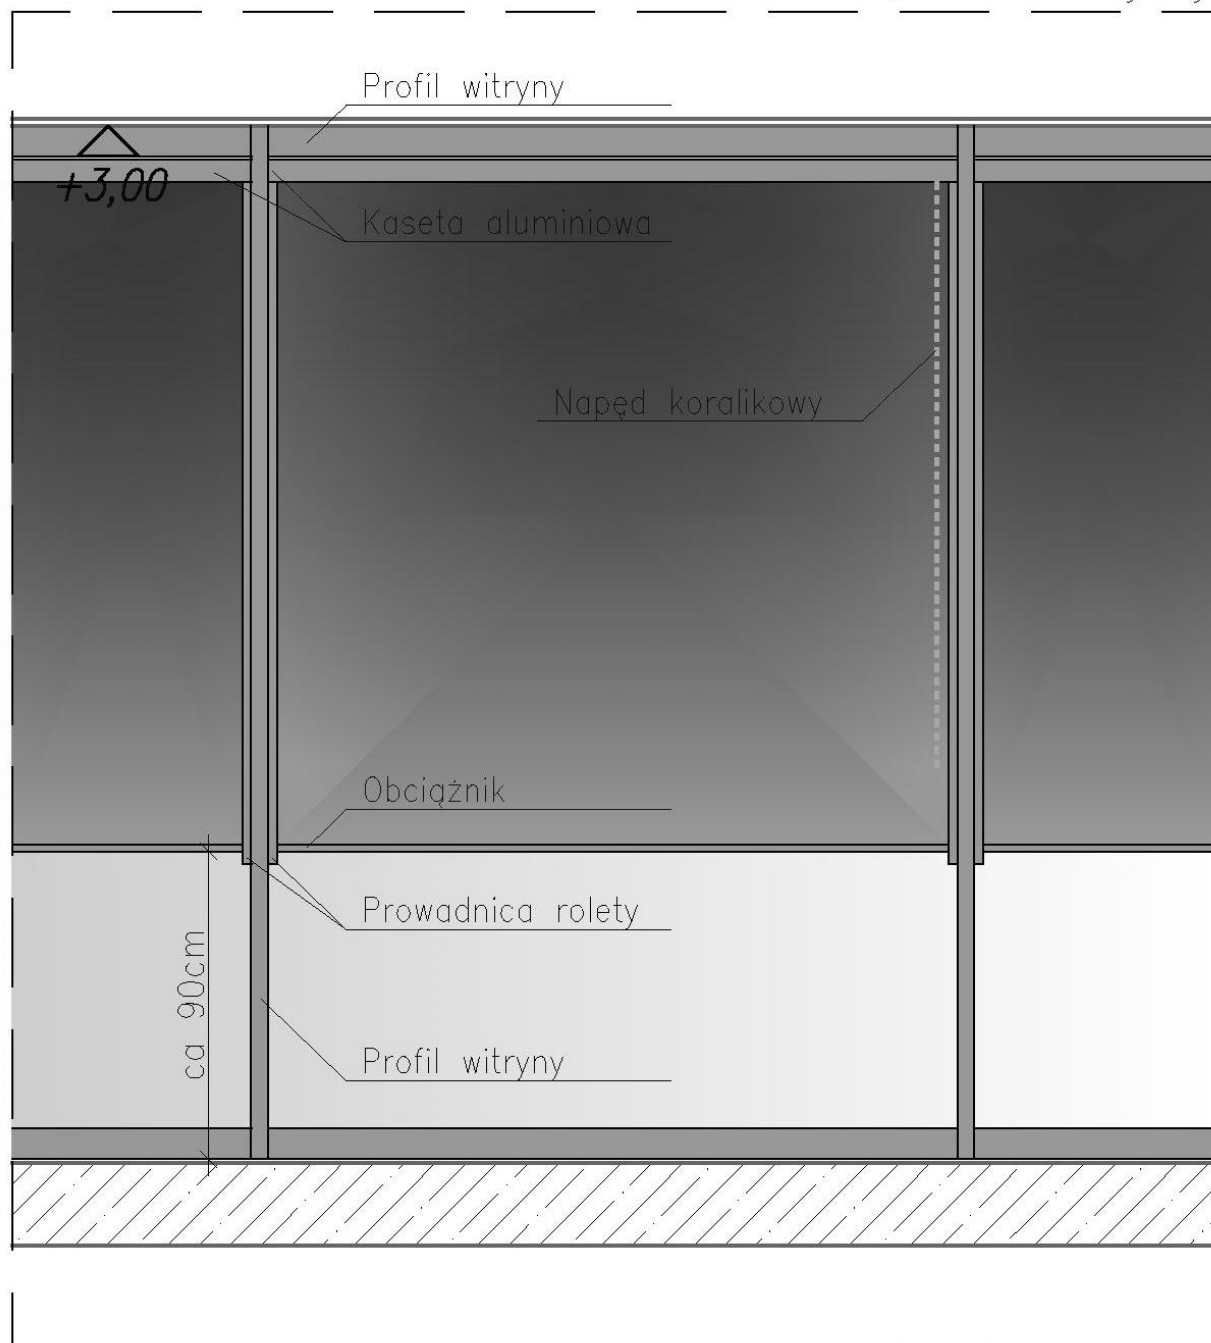 Profil witryny
+3,00
Kaseta aluminiowa
Napęd koralikowy
Obciążnik
Prowadnica rolety
ca 90cm
Profil witryny